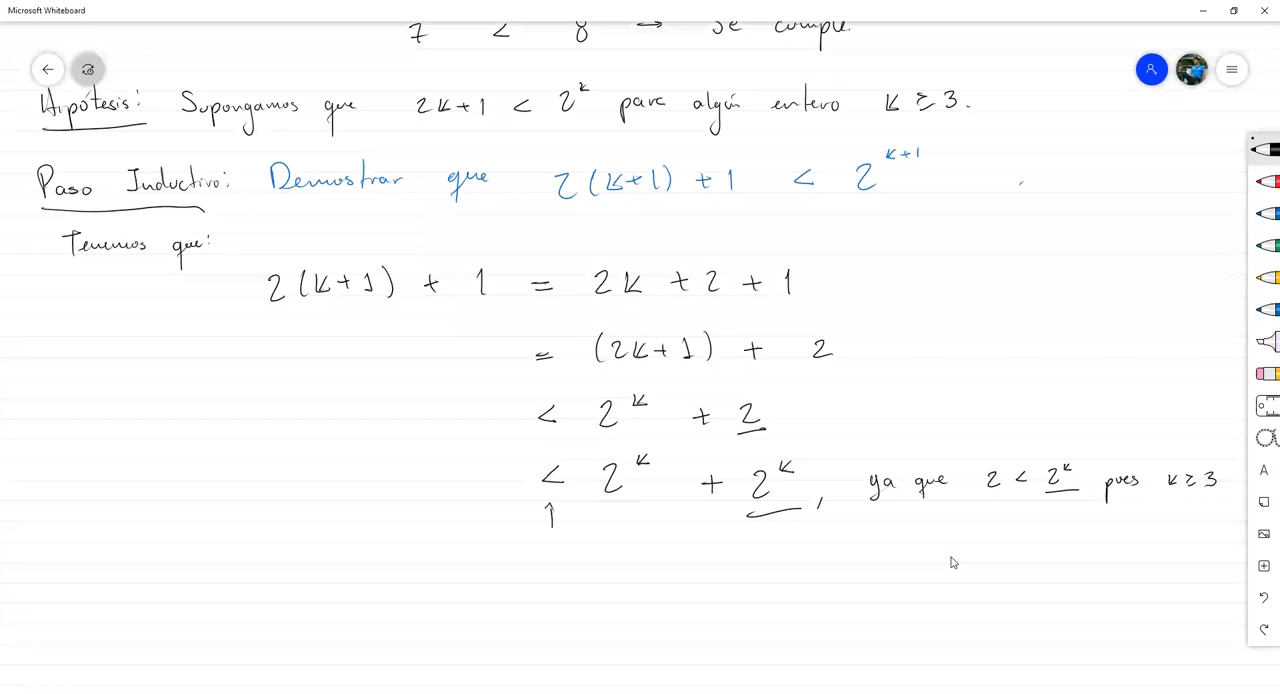 Microsoft Whiteboard
7 < 8 → Se cumple.
Hipótesis: Supongamos que 2k+1 < 2^k para algún entero k ≥ 3.
Paso Inductivo: Demostrar que 2(k+1) + 1 < 2^{k+1}
Tenemos que:
2(k+1) + 1 = 2k + 2 + 1
= (2k+1) + 2
< 2^k + 2
< 2^k + 2^k, ya que 2 < 2^k pues k ≥ 3
↑
A